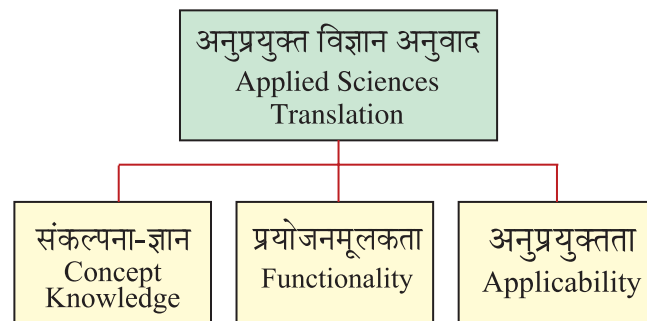 अनुप्रयुक्त विज्ञान अनुवाद
Applied Sciences
Translation
संकल्पना-ज्ञान
Concept
Knowledge
प्रयोजनमूलकता
Functionality
अनुप्रयुक्तता
Applicability